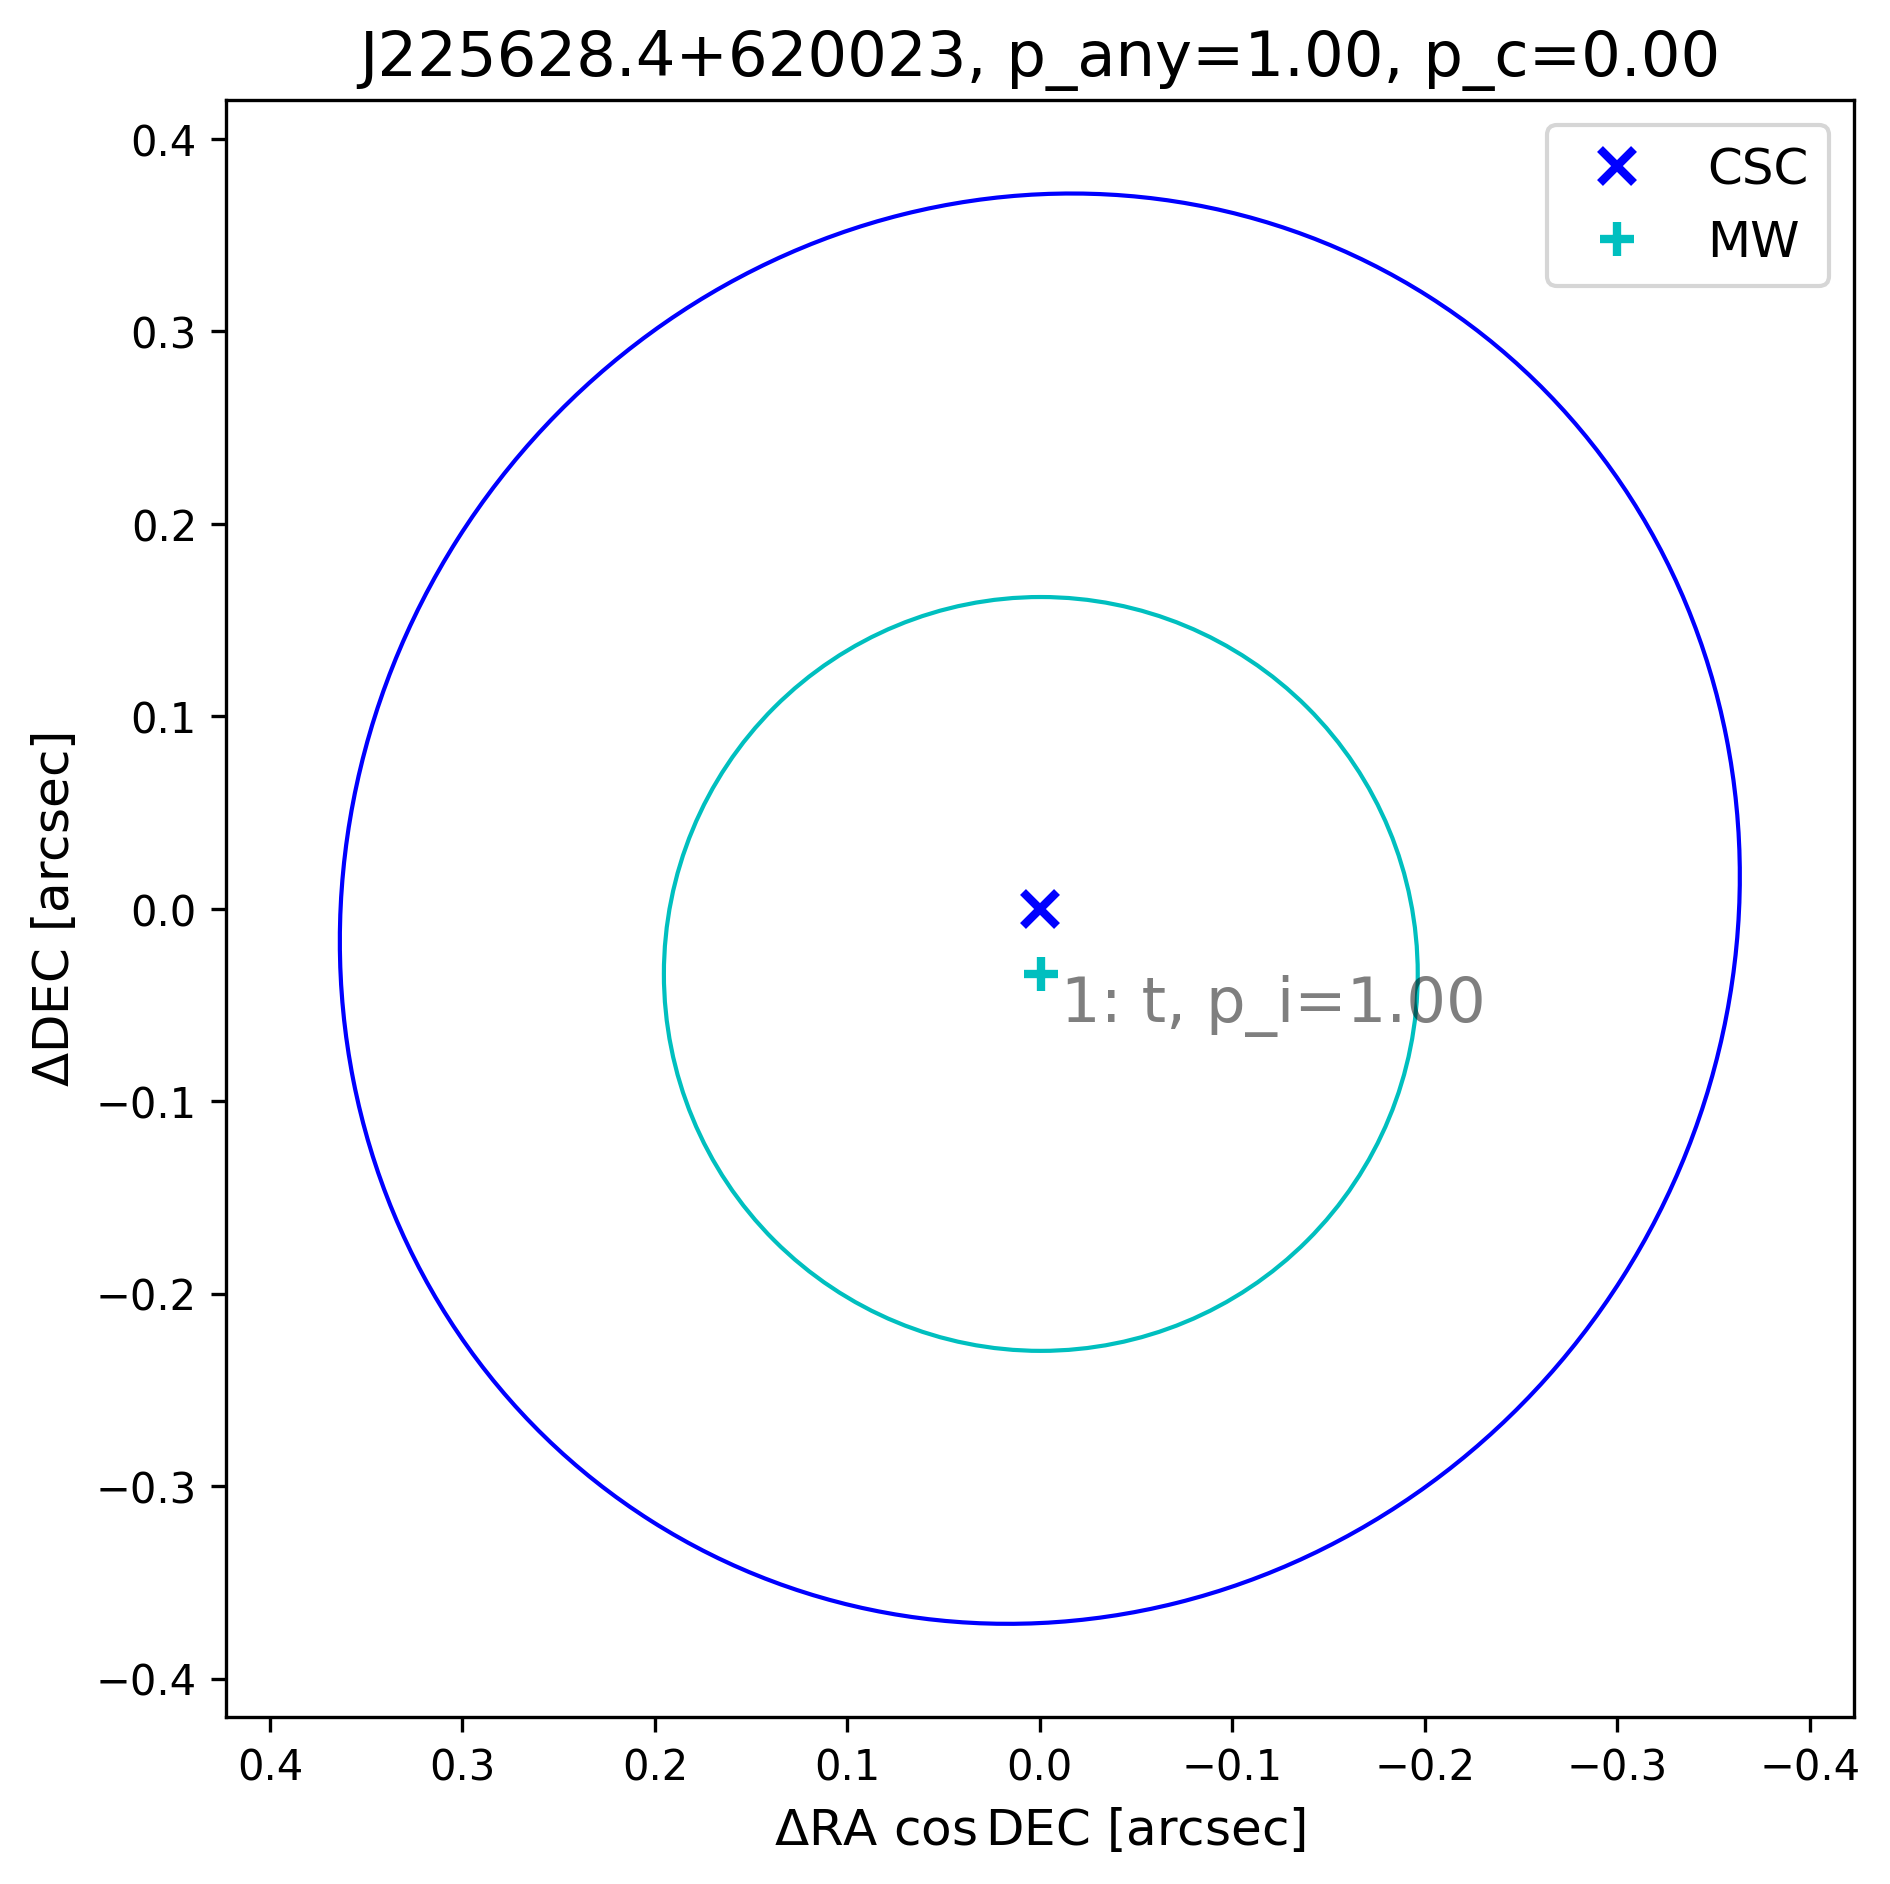 J225628.4+620023, p_any=1.00, p_c=0.00
CSC
MW
0.4
0.3
0.2
0.1
0.0
−0.1
−0.2
−0.3
−0.4
ΔDEC [arcsec]
1: t, p_i=1.00
0.4 0.3 0.2 0.1 0.0 −0.1 −0.2 −0.3 −0.4
ΔRA cos DEC [arcsec]